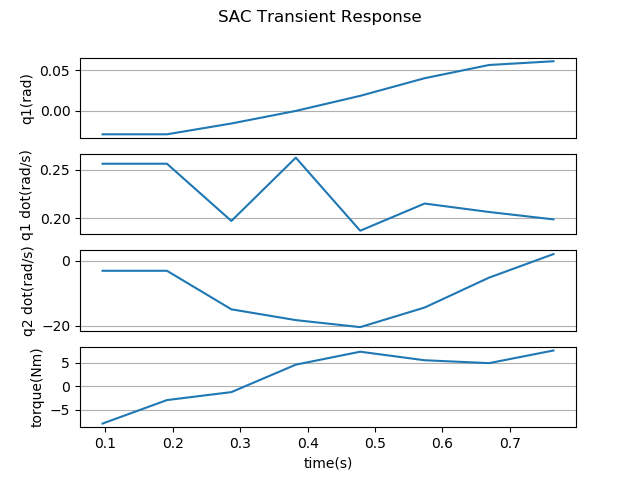 SAC Transient Response
q1(rad)
0.05
0.00
q1 dot(rad/s)
0.25
0.20
q2 dot(rad/s)
0
−20
torque(Nm)
5
0
−5
0.1 0.2 0.3 0.4 0.5 0.6 0.7
time(s)